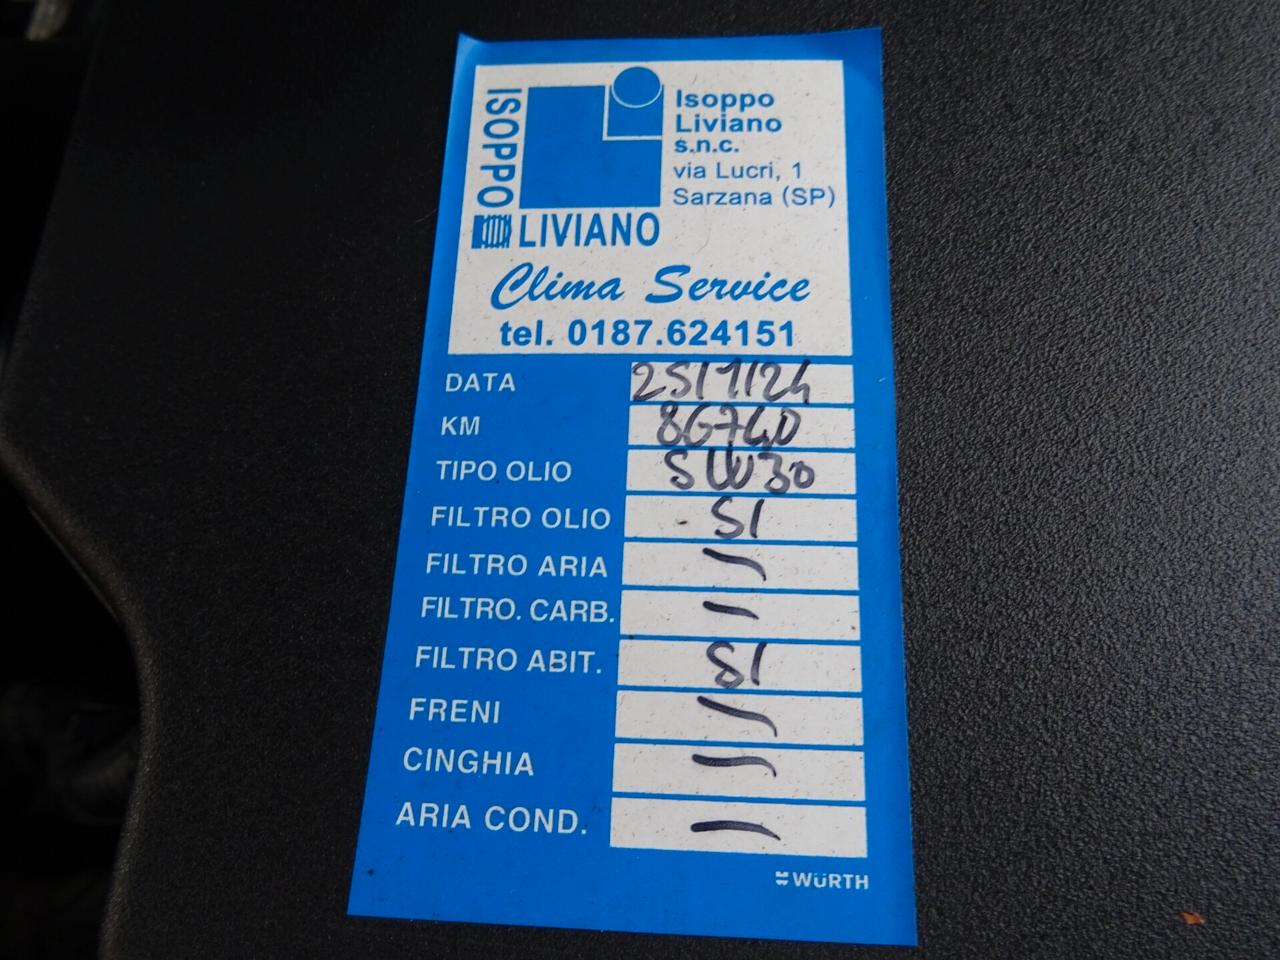 ISOPPO
LIVIANO
Isoppo
Liviano
s.n.c.
via Lucri, 1
Sarzana (SP)
Clima Service
tel. 0187.624151
DATA 25/1/24
KM 86740
TIPO OLIO 5W30
FILTRO OLIO SI
FILTRO ARIA –
FILTRO. CARB. –
FILTRO ABIT. SI
FRENI –
CINGHIA –
ARIA COND. –
WÜRTH